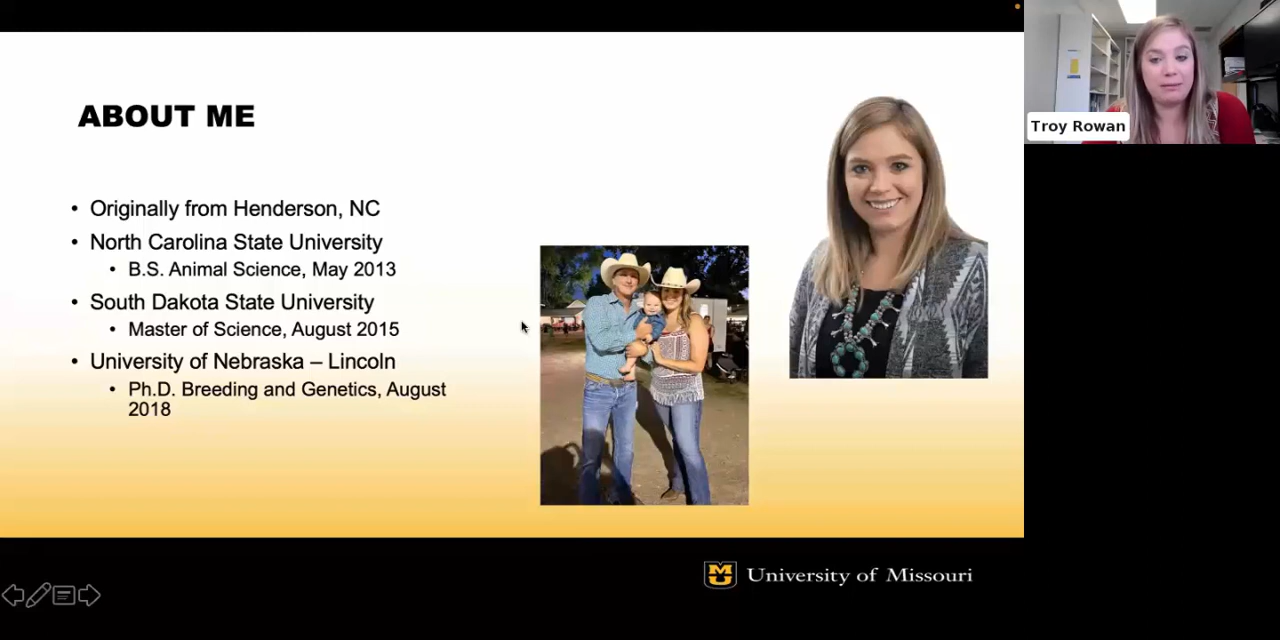 ABOUT ME
• Originally from Henderson, NC
• North Carolina State University
• B.S. Animal Science, May 2013
• South Dakota State University
• Master of Science, August 2015
• University of Nebraska – Lincoln
• Ph.D. Breeding and Genetics, August
2018
Troy Rowan
University of Missouri